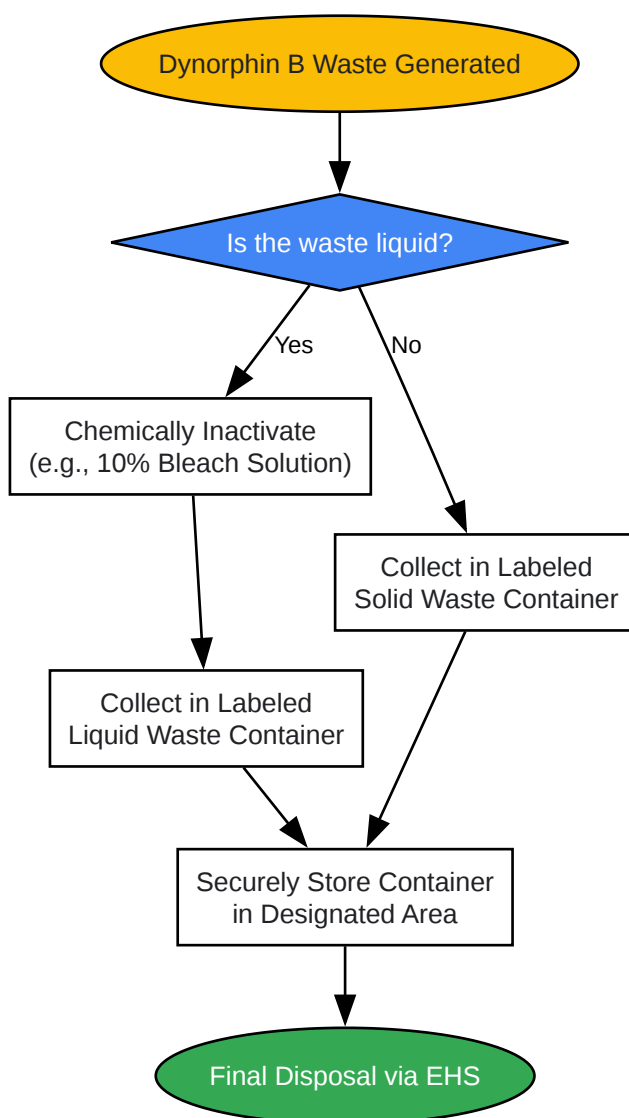 Dynorphin B Waste Generated
Is the waste liquid?
Yes
No
Chemically Inactivate
(e.g., 10% Bleach Solution)
Collect in Labeled
Solid Waste Container
Collect in Labeled
Liquid Waste Container
Securely Store Container
in Designated Area
Final Disposal via EHS